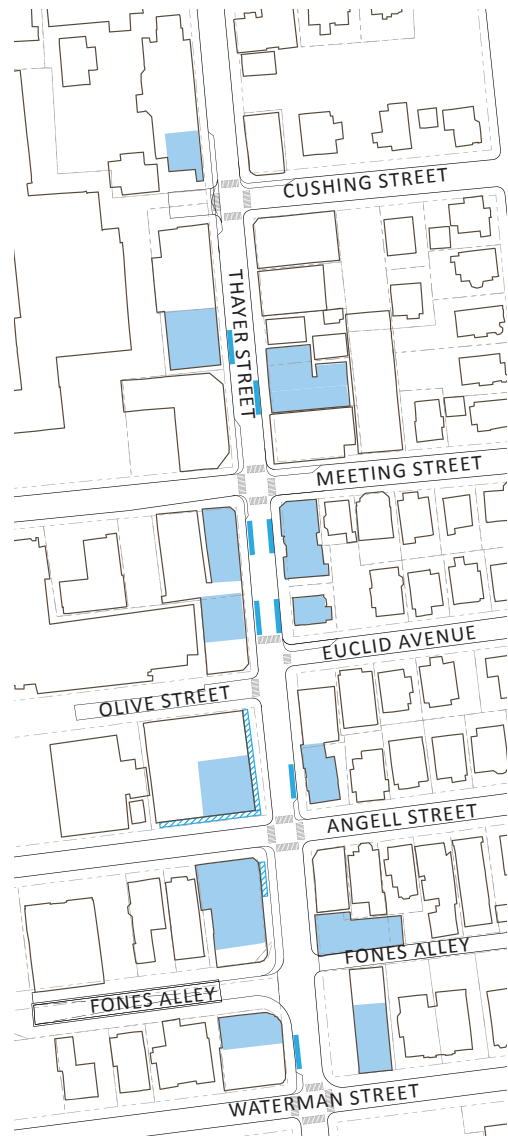 CUSHING STREET
THAYER STREET
MEETING STREET
EUCLID AVENUE
OLIVE STREET
ANGELL STREET
FONES ALLEY
FONES ALLEY
WATERMAN STREET